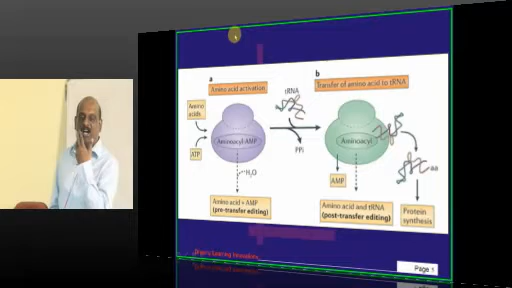 a
Amino acid activation
b
Transfer of amino acid to tRNA
tRNA
Amino
acids
ATP
Aminoacyl-AMP
PPi
H₂O
Amino acid + AMP
(pre-transfer editing)
Aminoacyl
AMP
aa
Amino acid and tRNA
(post-transfer editing)
Protein
synthesis
Page 1